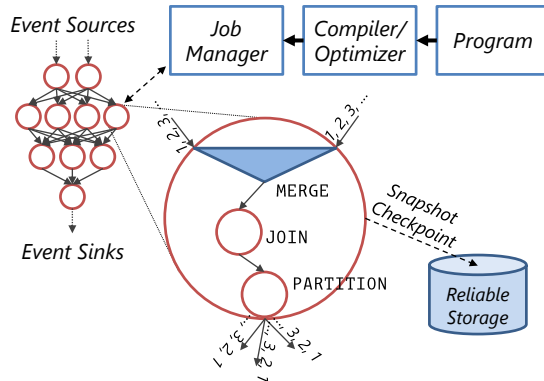 Event Sources
Job
Manager
Compiler/
Optimizer
Program
1, 2, 3, ...
1, 2, 3, ...
MERGE
Snapshot
Checkpoint
JOIN
PARTITION
Event Sinks
Reliable
Storage
..., 3, 2, 1
..., 3, 2, 1
..., 3, 2, 1